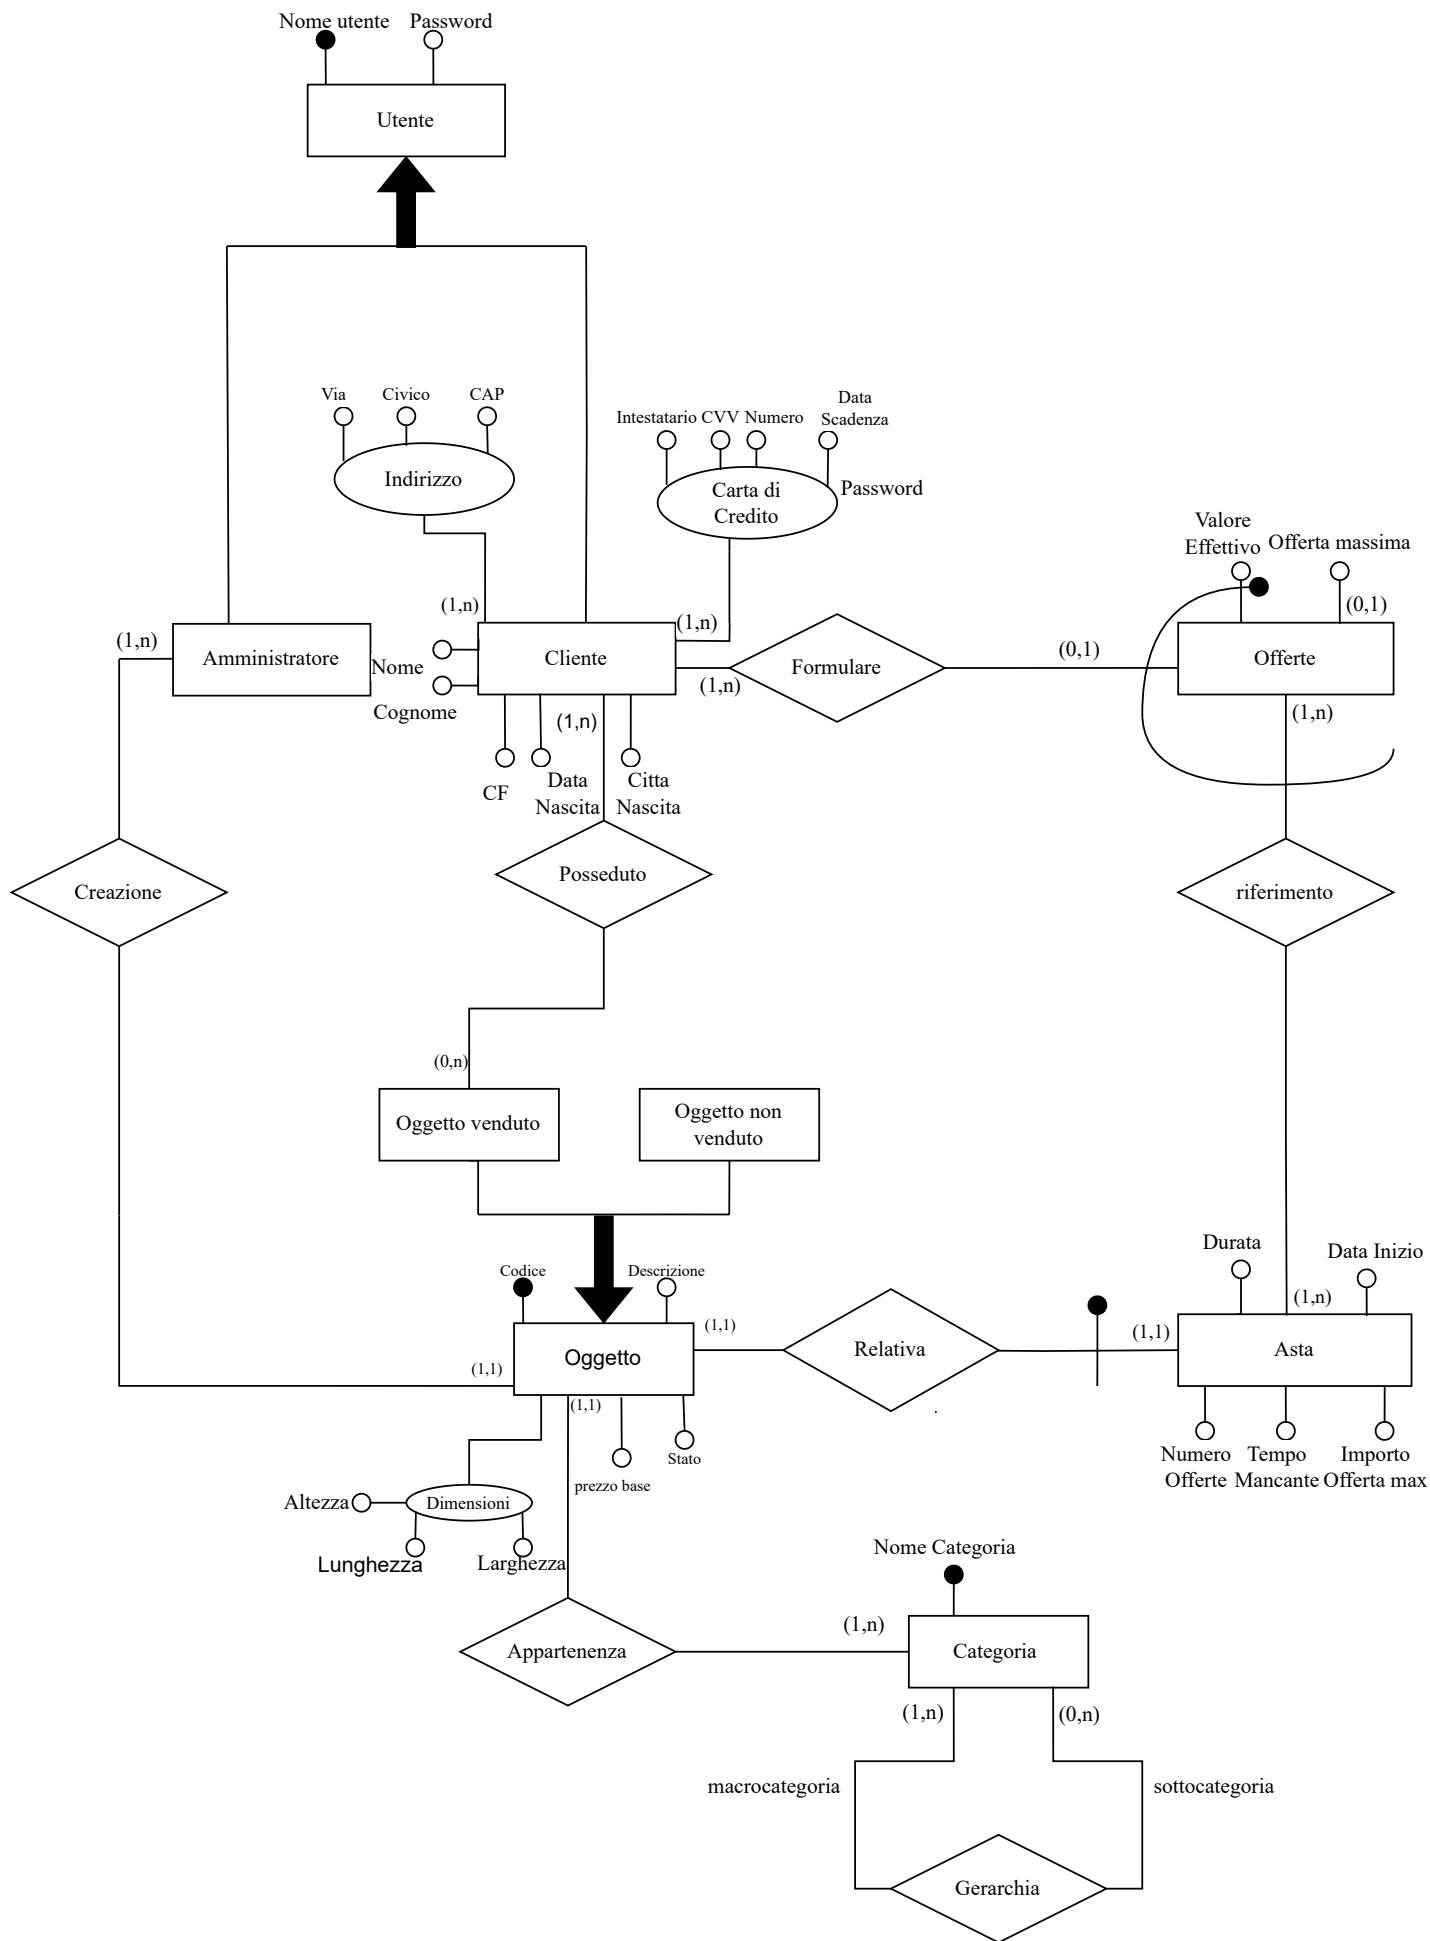 Nome utente
Password
Utente
Via
Civico
CAP
Indirizzo
Intestatario
CVV
Numero
Data
Scadenza
Carta di
Credito
Password
Valore
Effettivo
Offerta massima
(0,1)
(1,n)
(1,n)
(1,n)
Amministratore
Nome
Cognome
Cliente
(1,n)
Formulare
(0,1)
Offerte
(1,n)
(1,n)
CF
Data
Nascita
Citta
Nascita
Creazione
Posseduto
riferimento
(0,n)
Oggetto venduto
Oggetto non
venduto
Durata
Data Inizio
Codice
Descrizione
(1,n)
(1,1)
(1,1)
Oggetto
Relativa
Asta
(1,1)
(1,1)
Stato
prezzo base
Numero
Offerte
Tempo
Mancante
Importo
Offerta max
Altezza
Dimensioni
Lunghezza
Larghezza
Nome Categoria
(1,n)
Appartenenza
Categoria
(1,n)
(0,n)
macrocategoria
sottocategoria
Gerarchia